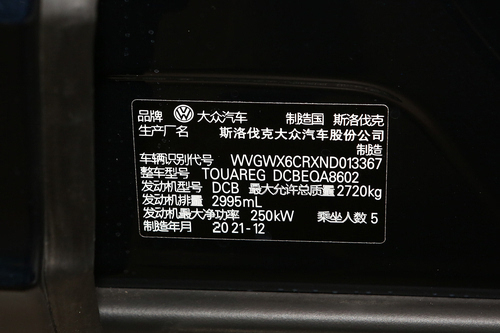 品牌 大众汽车 制造国 斯洛伐克
生产厂名 斯洛伐克大众汽车股份公司
制造
车辆识别代号 WVGWX6CRXND013367
整车型号 TOUAREG DCBEQA8602
发动机型号 DCB 最大允许总质量 2720kg
发动机排量 2995mL
发动机最大净功率 250kW 乘坐人数 5
制造年月 2021-12